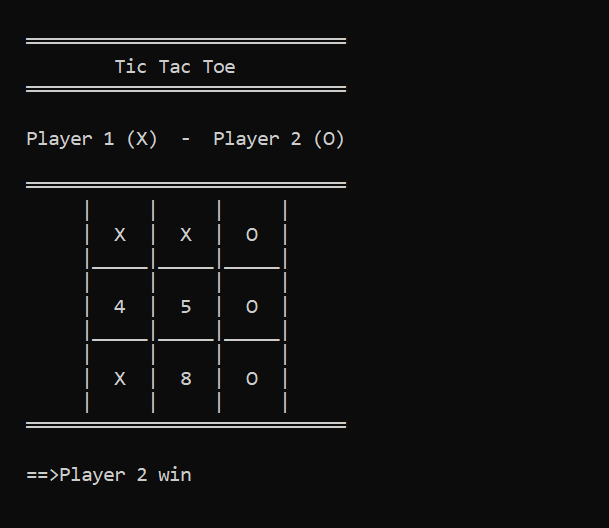 Tic Tac Toe
Player 1 (X) - Player 2 (O)
X X O
4 5 O
X 8 O
==>Player 2 win